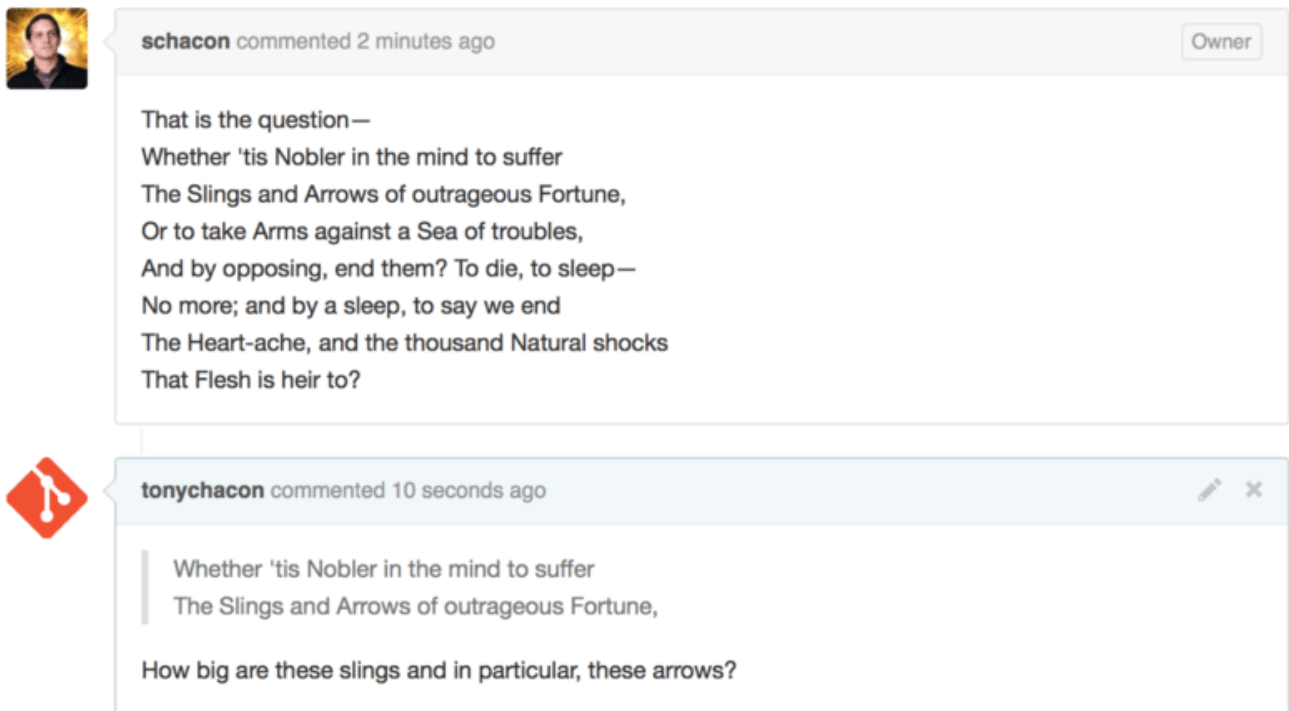 schacon commented 2 minutes ago
Owner
That is the question—
Whether 'tis Nobler in the mind to suffer
The Slings and Arrows of outrageous Fortune,
Or to take Arms against a Sea of troubles,
And by opposing, end them? To die, to sleep—
No more; and by a sleep, to say we end
The Heart-ache, and the thousand Natural shocks
That Flesh is heir to?
tonychacon commented 10 seconds ago
Whether 'tis Nobler in the mind to suffer
The Slings and Arrows of outrageous Fortune,
How big are these slings and in particular, these arrows?